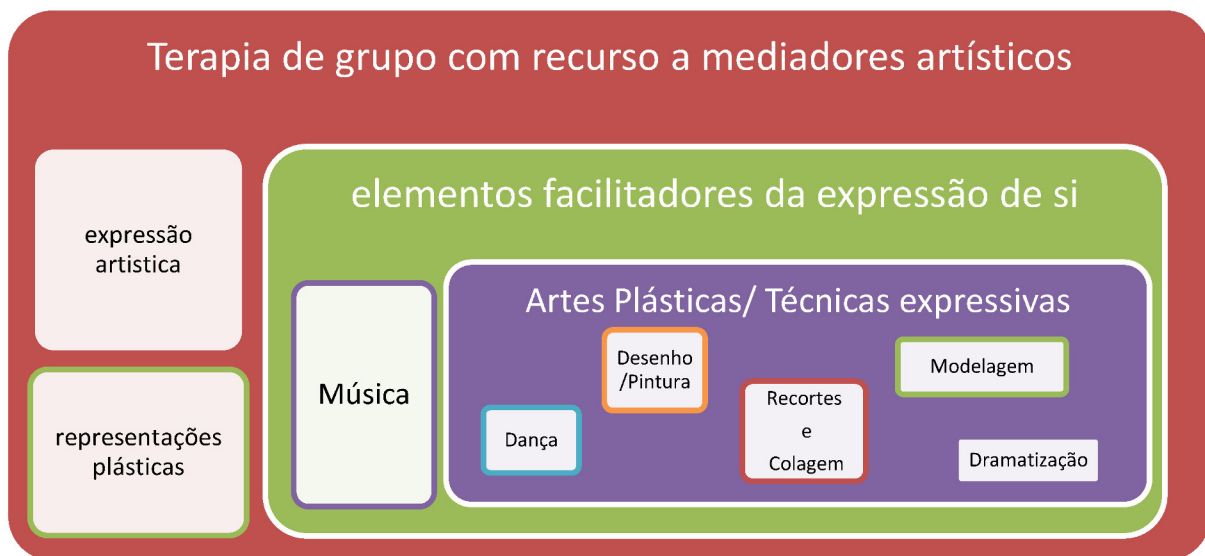 Terapia de grupo com recurso a mediadores artísticos
expressão
artistica
representações
plásticas
elementos facilitadores da expressão de si
Música
Artes Plásticas/ Técnicas expressivas
Dança
Desenho
/Pintura
Recortes
e
Colagem
Modelagem
Dramatização